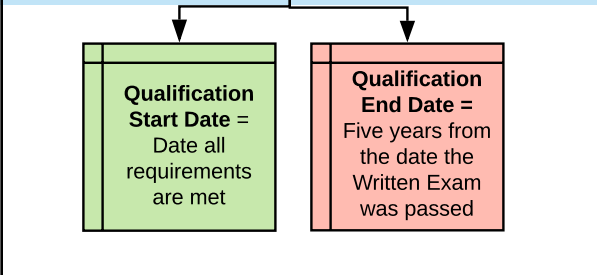 Qualification
Start Date =
Date all
requirements
are met
Qualification
End Date =
Five years from
the date the
Written Exam
was passed